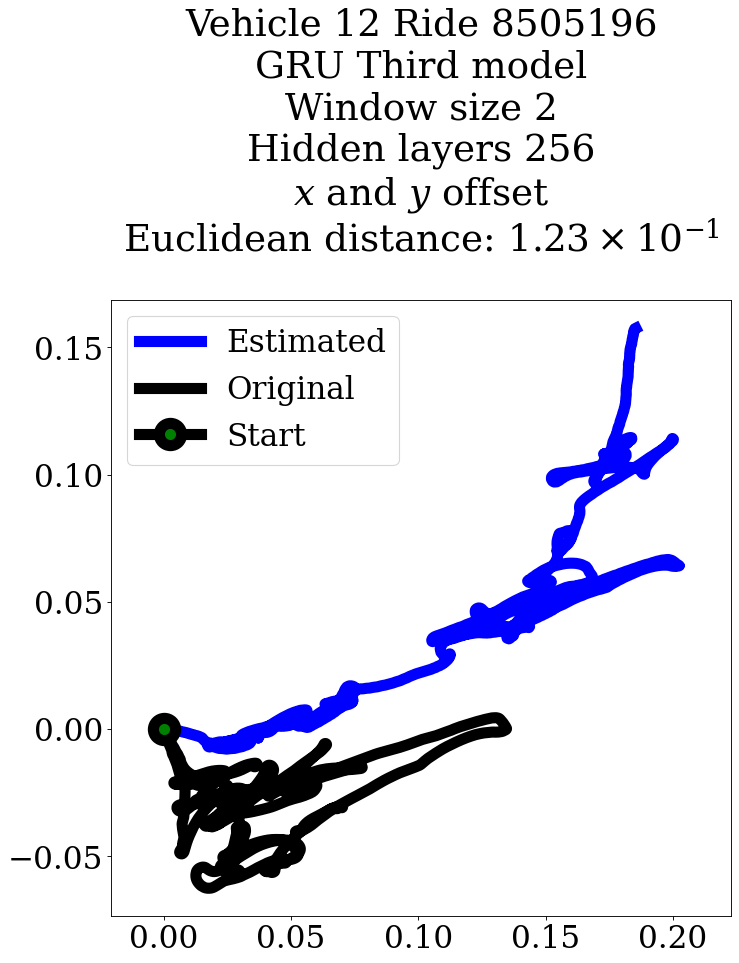 Vehicle 12 Ride 8505196
GRU Third model
Window size 2
Hidden layers 256
x and y offset
Euclidean distance: 1.23 × 10⁻¹
Estimated
Original
Start
0.15
0.10
0.05
0.00
−0.05
0.00 0.05 0.10 0.15 0.20